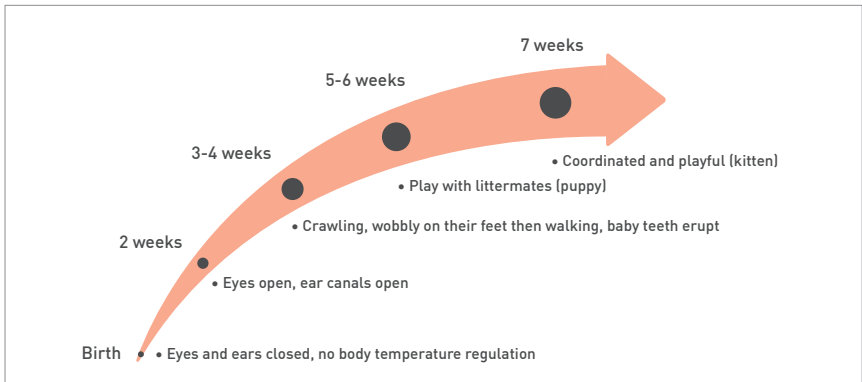 7 weeks
5-6 weeks
• Coordinated and playful (kitten)
3-4 weeks
• Play with littermates (puppy)
• Crawling, wobbly on their feet then walking, baby teeth erupt
2 weeks
• Eyes open, ear canals open
Birth • Eyes and ears closed, no body temperature regulation